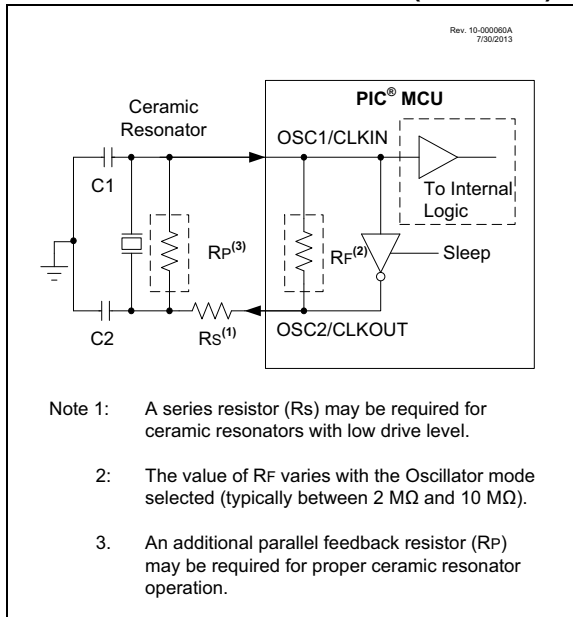 Rev. 10-000060A
7/30/2013
PIC® MCU
Ceramic
Resonator
OSC1/CLKIN
C1
To Internal
Logic
RP(3)
RF(2)
Sleep
C2
RS(1)
OSC2/CLKOUT
Note 1: A series resistor (Rs) may be required for
ceramic resonators with low drive level.
2: The value of RF varies with the Oscillator mode
selected (typically between 2 MΩ and 10 MΩ).
3. An additional parallel feedback resistor (RP)
may be required for proper ceramic resonator
operation.